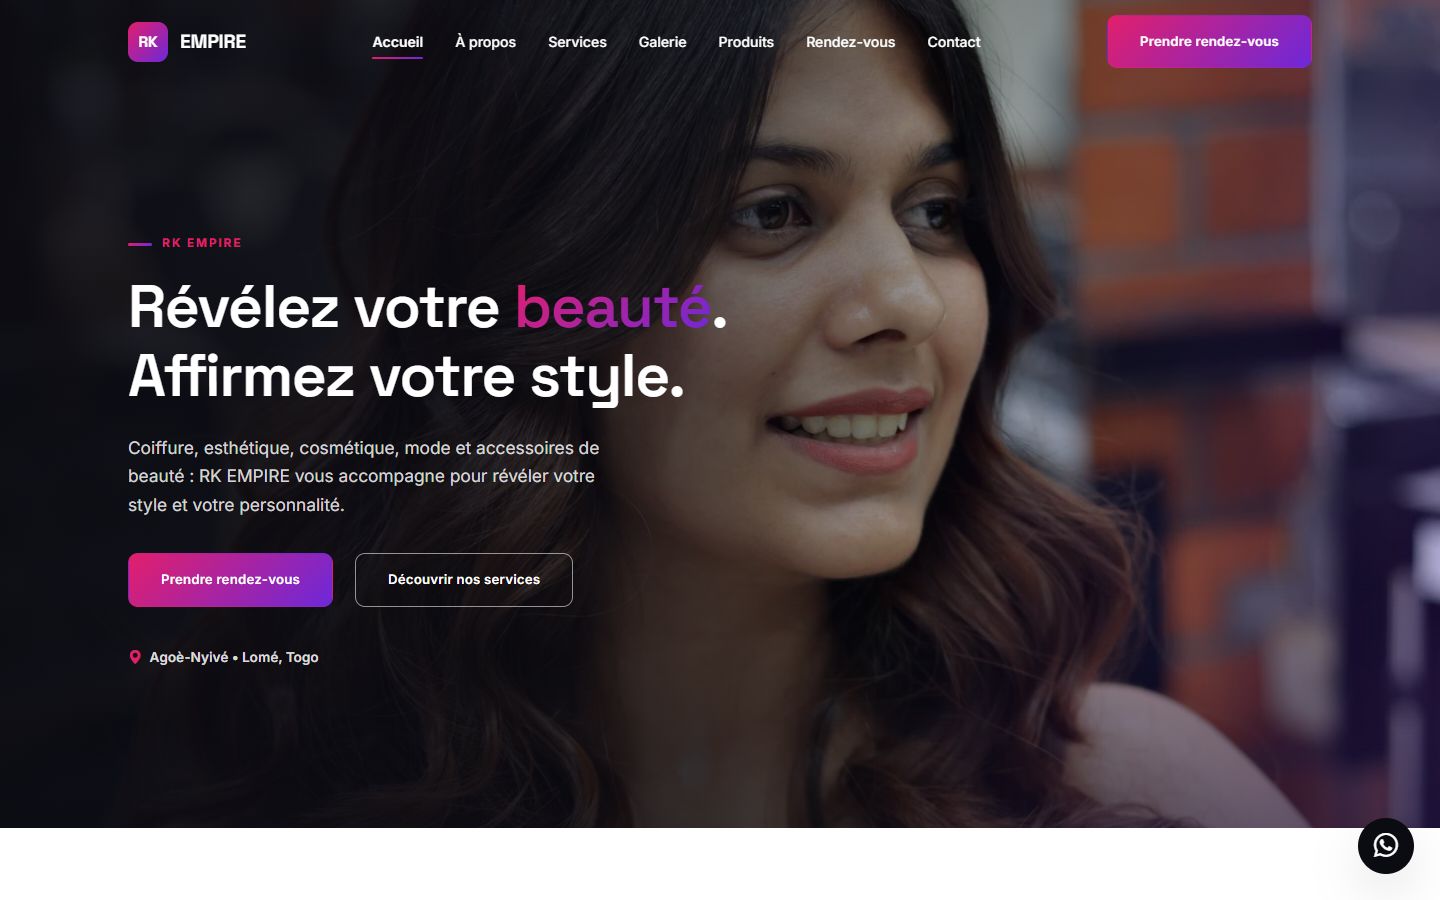 RK EMPIRE
Accueil
À propos
Services
Galerie
Produits
Rendez-vous
Contact
Prendre rendez-vous
RK EMPIRE
Révélez votre beauté.
Affirmez votre style.
Coiffure, esthétique, cosmétique, mode et accessoires de
beauté : RK EMPIRE vous accompagne pour révéler votre
style et votre personnalité.
Prendre rendez-vous
Découvrir nos services
Agoè-Nyivé • Lomé, Togo